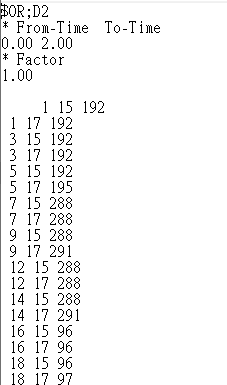 $OR;D2
* From-Time  To-Time
0.00 2.00
* Factor
1.00
1 15 192
1 17 192
3 15 192
3 17 192
5 15 192
5 17 195
7 15 288
7 17 288
9 15 288
9 17 291
12 15 288
12 17 288
14 15 288
14 17 291
16 15 96
16 17 96
18 15 96
18 17 97